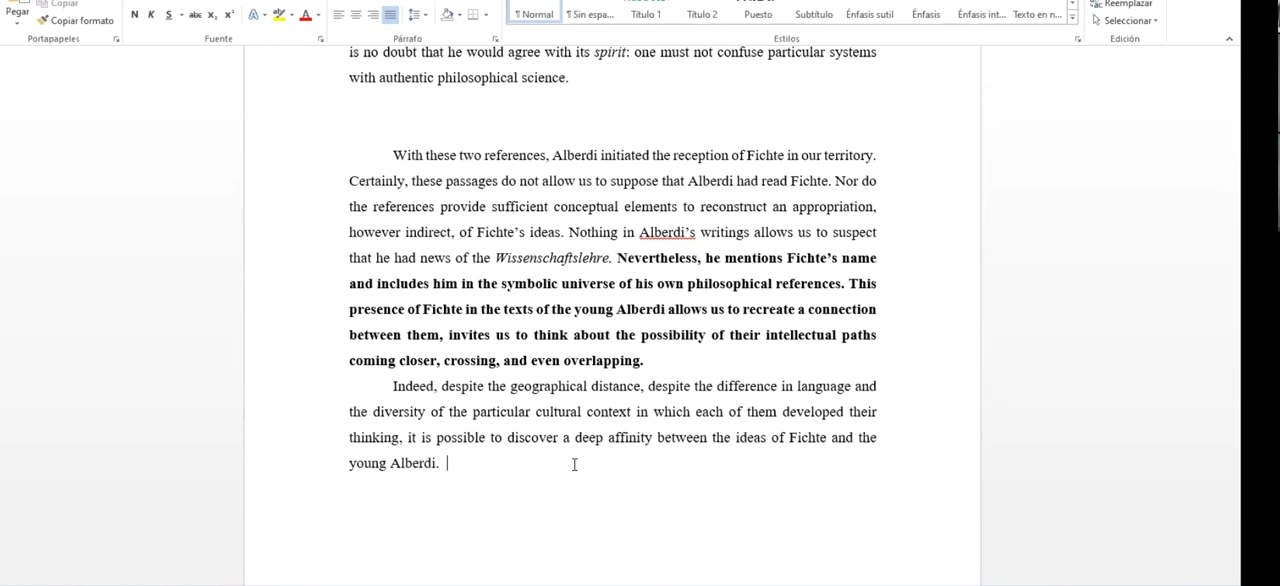 Copiar
Reemplazar
Pegar
Copiar formato
N K S abc x₂ x² A aby A
¶ Normal ¶ Sin espa... Título 1 Título 2 Puesto Subtítulo Énfasis sutil Énfasis Énfasis int... Texto en n...
Seleccionar
Portapapeles Fuente Párrafo Estilos Edición
is no doubt that he would agree with its spirit: one must not confuse particular systems
with authentic philosophical science.
With these two references, Alberdi initiated the reception of Fichte in our territory.
Certainly, these passages do not allow us to suppose that Alberdi had read Fichte. Nor do
the references provide sufficient conceptual elements to reconstruct an appropriation,
however indirect, of Fichte’s ideas. Nothing in Alberdi’s writings allows us to suspect
that he had news of the Wissenschaftslehre. Nevertheless, he mentions Fichte’s name
and includes him in the symbolic universe of his own philosophical references. This
presence of Fichte in the texts of the young Alberdi allows us to recreate a connection
between them, invites us to think about the possibility of their intellectual paths
coming closer, crossing, and even overlapping.
Indeed, despite the geographical distance, despite the difference in language and
the diversity of the particular cultural context in which each of them developed their
thinking, it is possible to discover a deep affinity between the ideas of Fichte and the
young Alberdi.